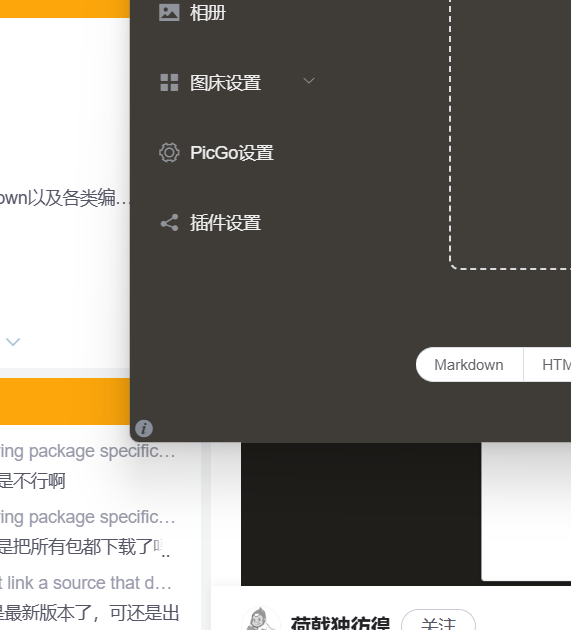 相册
图床设置
PicGo设置
own以及各类编...
插件设置
Markdown
HTM
ring package specific...
是不行啊
ring package specific...
是把所有包都下载了
t link a source that d...
是最新版本了，可还是出
荷戟独彷徨
关注